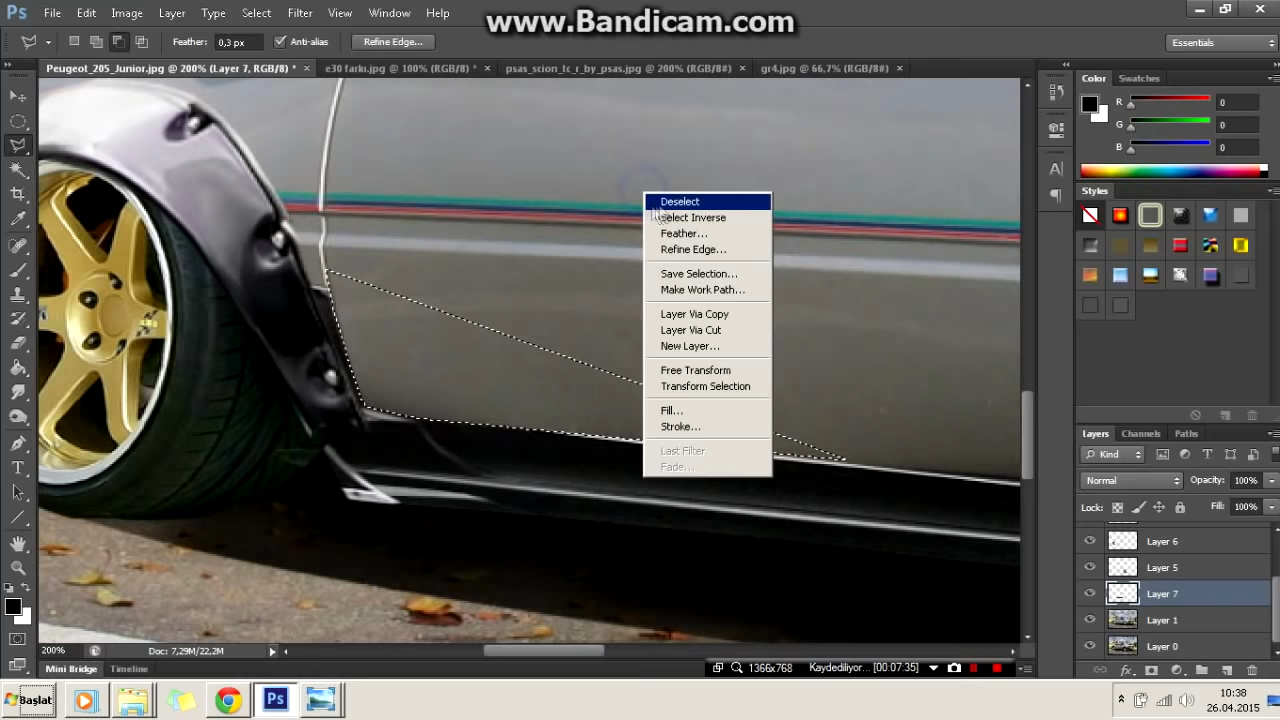 www.Bandicam.com
Ps File Edit Image Layer Type Select Filter View Window Help
Feather: 0,3 px Anti-alias Refine Edge... Essentials
Peugeot_205_Junior.jpg @ 200% (Layer 7, RGB/8) * × e30 farkı.jpg @ 100% (RGB/8) * × psas_scion_tc_r_by_psas.jpg @ 200% (RGB/8#) × gr4.jpg @ 66,7% (RGB/8#) ×
Color Swatches
R 0
G 0
B 0
Styles
Deselect
Select Inverse
Feather...
Refine Edge...
Save Selection...
Make Work Path...
Layer Via Copy
Layer Via Cut
New Layer...
Free Transform
Transform Selection
Fill...
Stroke...
Last Filter
Fade...
Layers Channels Paths
Kind
Normal Opacity: 100%
Lock: Fill: 100%
Layer 6
Layer 5
Layer 7
Layer 1
Layer 0
200% Doc: 7,29M/22,2M
Mini Bridge Timeline
1366x768 Kaydediliyor... [00:07:35]
Başlat
Ps
10:38
26.04.2015